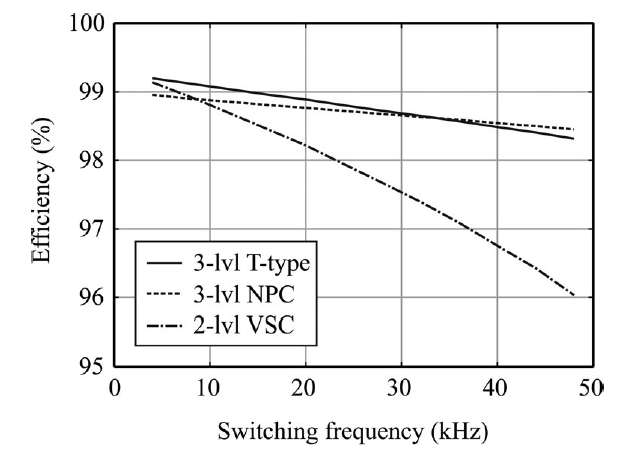 100
99
98
97
96
95
Efficiency (%)
3-lvl T-type
3-lvl NPC
2-lvl VSC
0 10 20 30 40 50
Switching frequency (kHz)